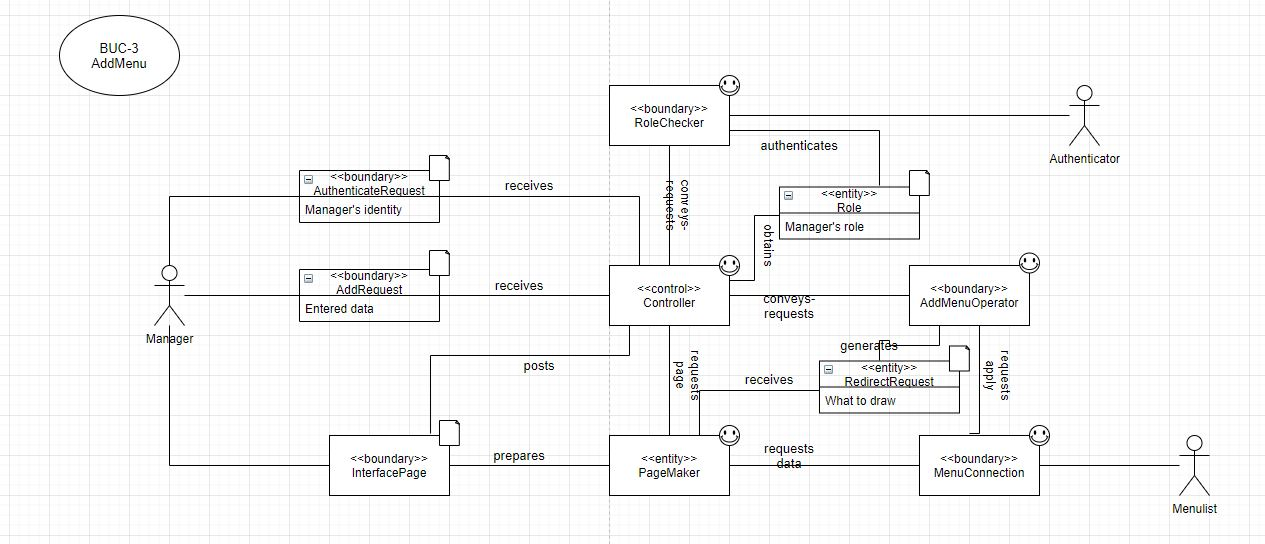 BUC-3
AddMenu
<<boundary>>
RoleChecker
authenticates
Authenticator
<<boundary>>
AuthenticateRequest
Manager's identity
receives
conveys-
requests
<<entity>>
Role
Manager's role
obtains
Manager
<<boundary>>
AddRequest
Entered data
receives
<<control>>
Controller
conveys-
requests
<<boundary>>
AddMenuOperator
generates
posts
requests
page
receives
<<entity>>
RedirectRequest
What to draw
requests
apply
<<boundary>>
InterfacePage
prepares
<<entity>>
PageMaker
requests
data
<<boundary>>
MenuConnection
Menulist